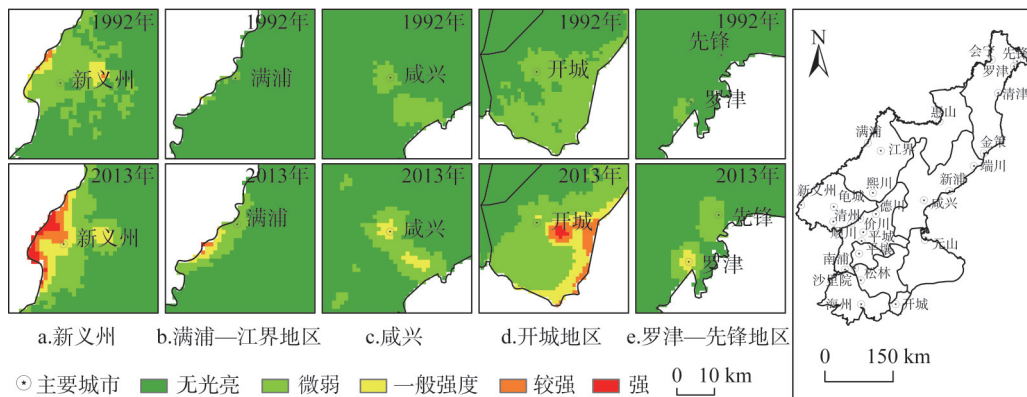 1992年 1992年 1992年 1992年 1992年
新义州 满浦 咸兴 开城 先锋
罗津
2013年 2013年 2013年 2013年 2013年
新义州 满浦 咸兴 开城 先锋
罗津
a.新义州 b.满浦—江界地区 c.咸兴 d.开城地区 e.罗津—先锋地区
主要城市 无光亮 微弱 一般强度 较强 强 0 10 km
N
会宁 先锋
罗津
清津
惠山
满浦
江界
金策
端川
熙川
新浦
新义州
龟城
德川
咸兴
清州
价川
顺川
平城
元山
平壤
南浦
松林
沙里院
海州
开城
0 150 km